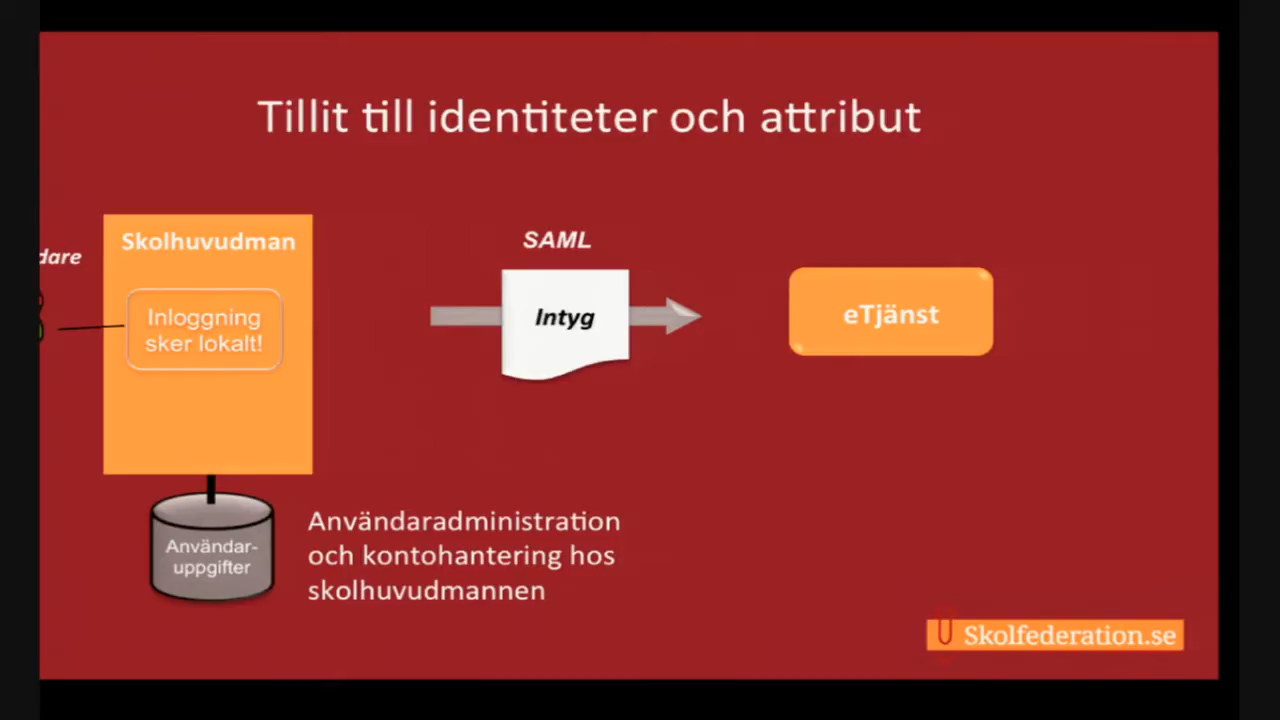 Tillit till identiteter och attribut
Skolhuvudman
dare
Inloggning
sker lokalt!
SAML
Intyg
eTjänst
Användar-
uppgifter
Användaradministration
och kontohantering hos
skolhuvudmannen
Skolfederation.se